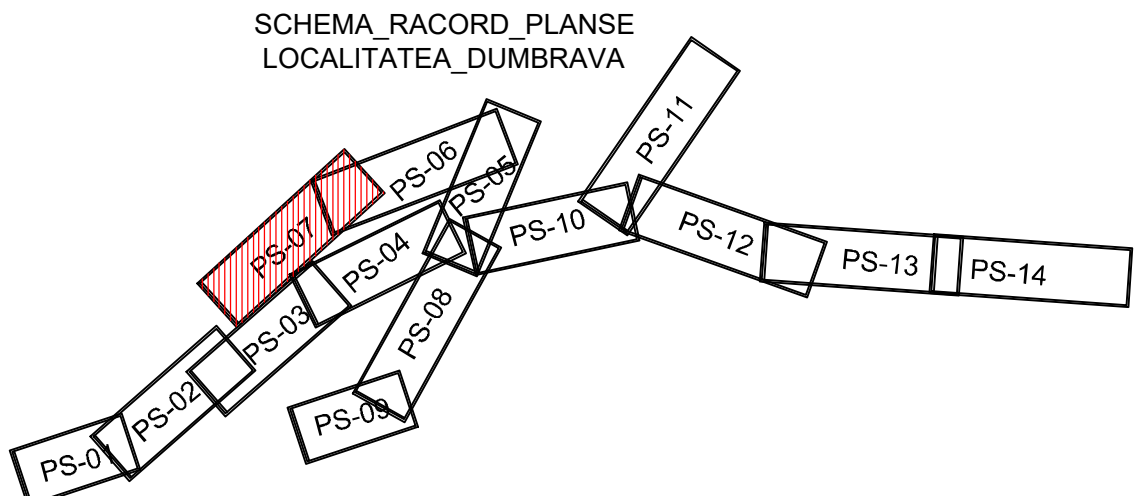 SCHEMA_RACORD_PLANSE
LOCALITATEA_DUMBRAVA
PS-11
PS-06
PS-05
PS-07
PS-04
PS-10
PS-12
PS-13
PS-14
PS-03
PS-08
PS-02
PS-09
PS-01